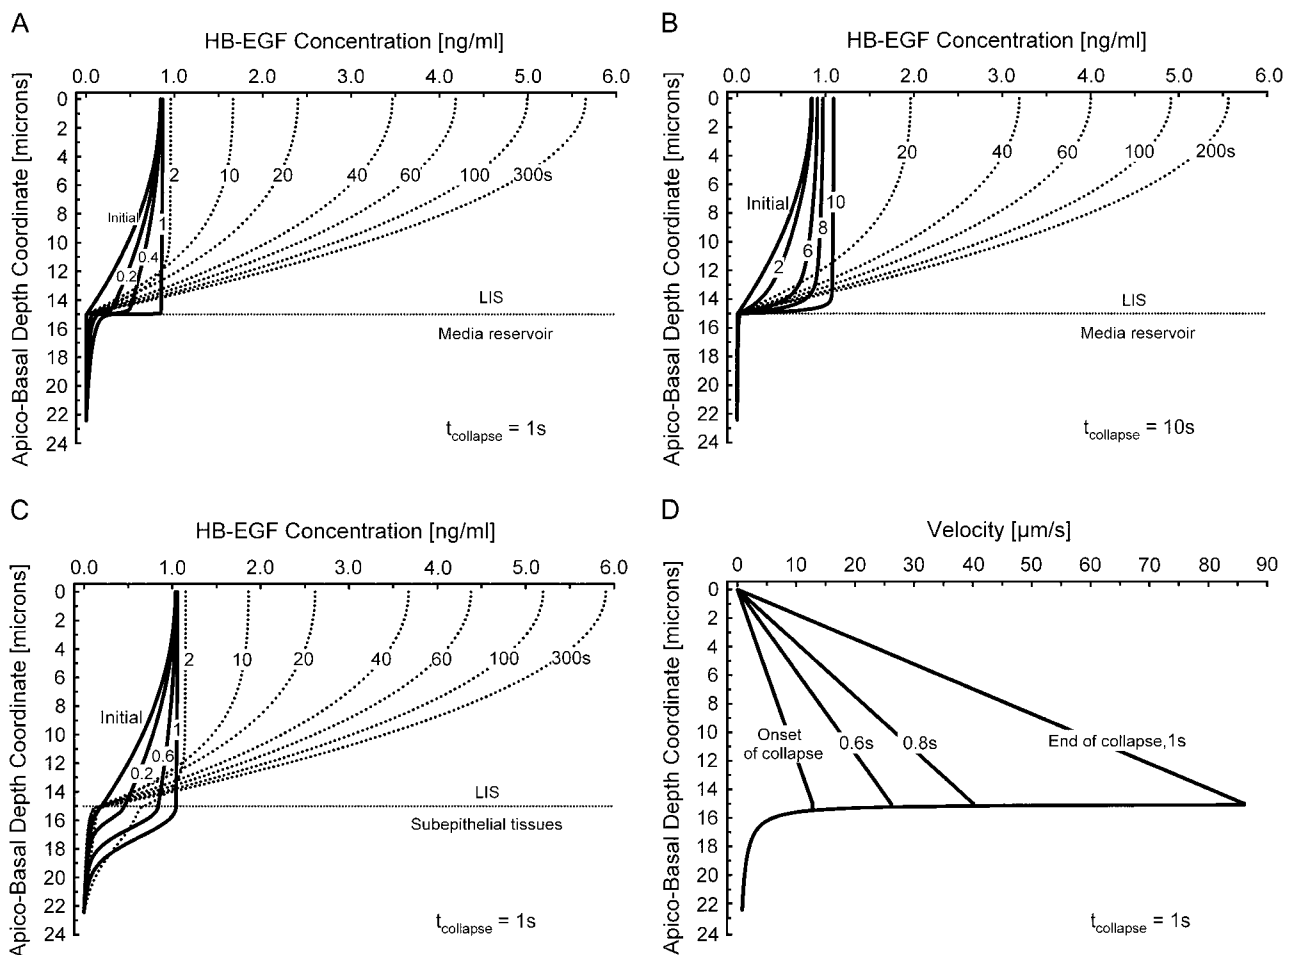 A
HB-EGF Concentration [ng/ml]
0.0 1.0 2.0 3.0 4.0 5.0 6.0
Apico-Basal Depth Coordinate [microns]
0
2
4
6
8
10
12
14
16
18
20
22
24
2 10 20 40 60 100 300s
Initial
1
0.4
0.2
LIS
Media reservoir
tcollapse = 1s
B
HB-EGF Concentration [ng/ml]
0.0 1.0 2.0 3.0 4.0 5.0 6.0
Apico-Basal Depth Coordinate [microns]
0
2
4
6
8
10
12
14
16
18
20
22
24
20 40 60 100 200s
Initial
10
8
6
2
LIS
Media reservoir
tcollapse = 10s
C
HB-EGF Concentration [ng/ml]
0.0 1.0 2.0 3.0 4.0 5.0 6.0
Apico-Basal Depth Coordinate [microns]
0
2
4
6
8
10
12
14
16
18
20
22
24
2 10 20 40 60 100 300s
Initial
1
0.6
0.2
LIS
Subepithelial tissues
tcollapse = 1s
D
Velocity [µm/s]
0 10 20 30 40 50 60 70 80 90
Apico-Basal Depth Coordinate [microns]
0
2
4
6
8
10
12
14
16
18
20
22
24
Onset
of collapse
0.6s
0.8s
End of collapse,1s
tcollapse = 1s